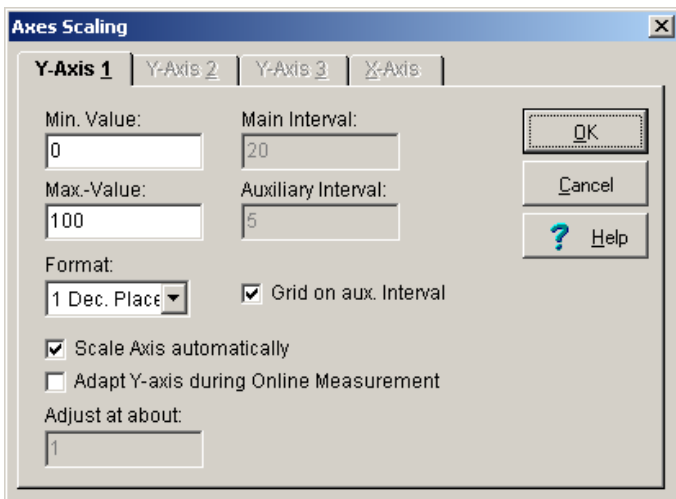 Axes Scaling
Y-Axis 1 Y-Axis 2 Y-Axis 3 X-Axis
Min. Value: Main Interval:
0 20 OK
Max.-Value: Auxiliary Interval: Cancel
100 5
? Help
Format:
1 Dec. Place Grid on aux. Interval
Scale Axis automatically
Adapt Y-axis during Online Measurement
Adjust at about:
1